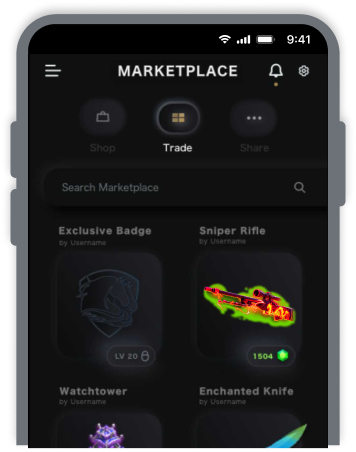 9:41
MARKETPLACE
Shop
Trade
Share
Search Marketplace
Exclusive Badge
by Username
Sniper Rifle
by Username
LV 20
1504
Watchtower
by Username
Enchanted Knife
by Username